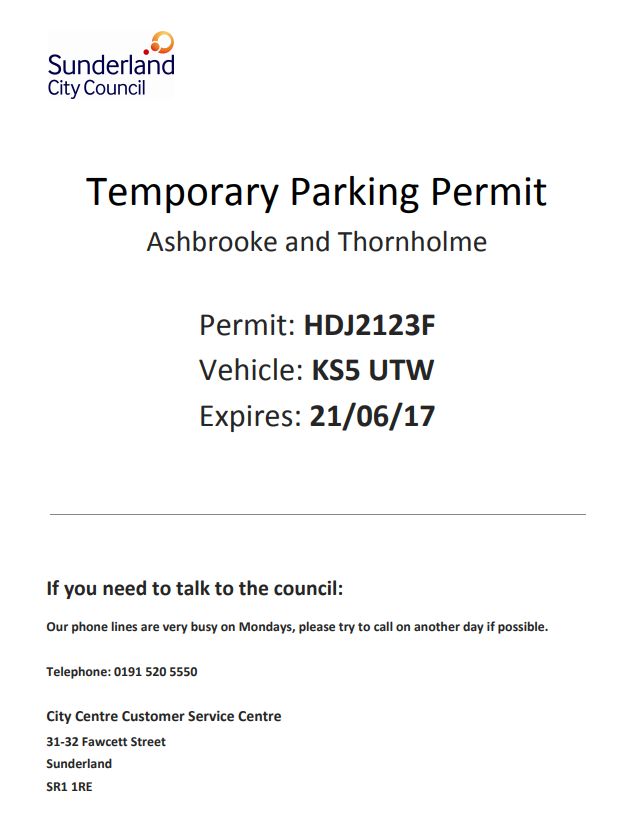 Sunderland
City Council
Temporary Parking Permit
Ashbrooke and Thornholme
Permit: HDJ2123F
Vehicle: KS5 UTW
Expires: 21/06/17
If you need to talk to the council:
Our phone lines are very busy on Mondays, please try to call on another day if possible.
Telephone: 0191 520 5550
City Centre Customer Service Centre
31-32 Fawcett Street
Sunderland
SR1 1RE